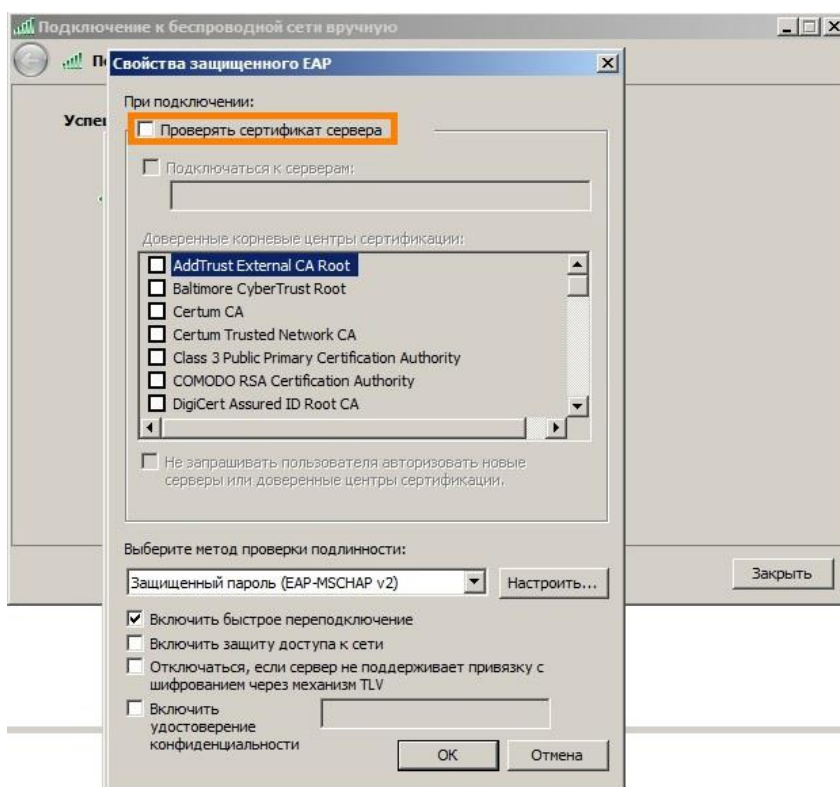 Подключение к беспроводной сети вручную
Свойства защищенного EAP
При подключении:
Проверять сертификат сервера
Подключаться к серверам:
Доверенные корневые центры сертификации:
AddTrust External CA Root
Baltimore CyberTrust Root
Certum CA
Certum Trusted Network CA
Class 3 Public Primary Certification Authority
COMODO RSA Certification Authority
DigiCert Assured ID Root CA
Не запрашивать пользователя авторизовать новые
серверы или доверенные центры сертификации.
Выберите метод проверки подлинности:
Защищенный пароль (EAP-MSCHAP v2)
Настроить...
Закрыть
Включить быстрое переподключение
Включить защиту доступа к сети
Отключаться, если сервер не поддерживает привязку с
шифрованием через механизм TLV
Включить
удостоверение
конфиденциальности
ОК
Отмена